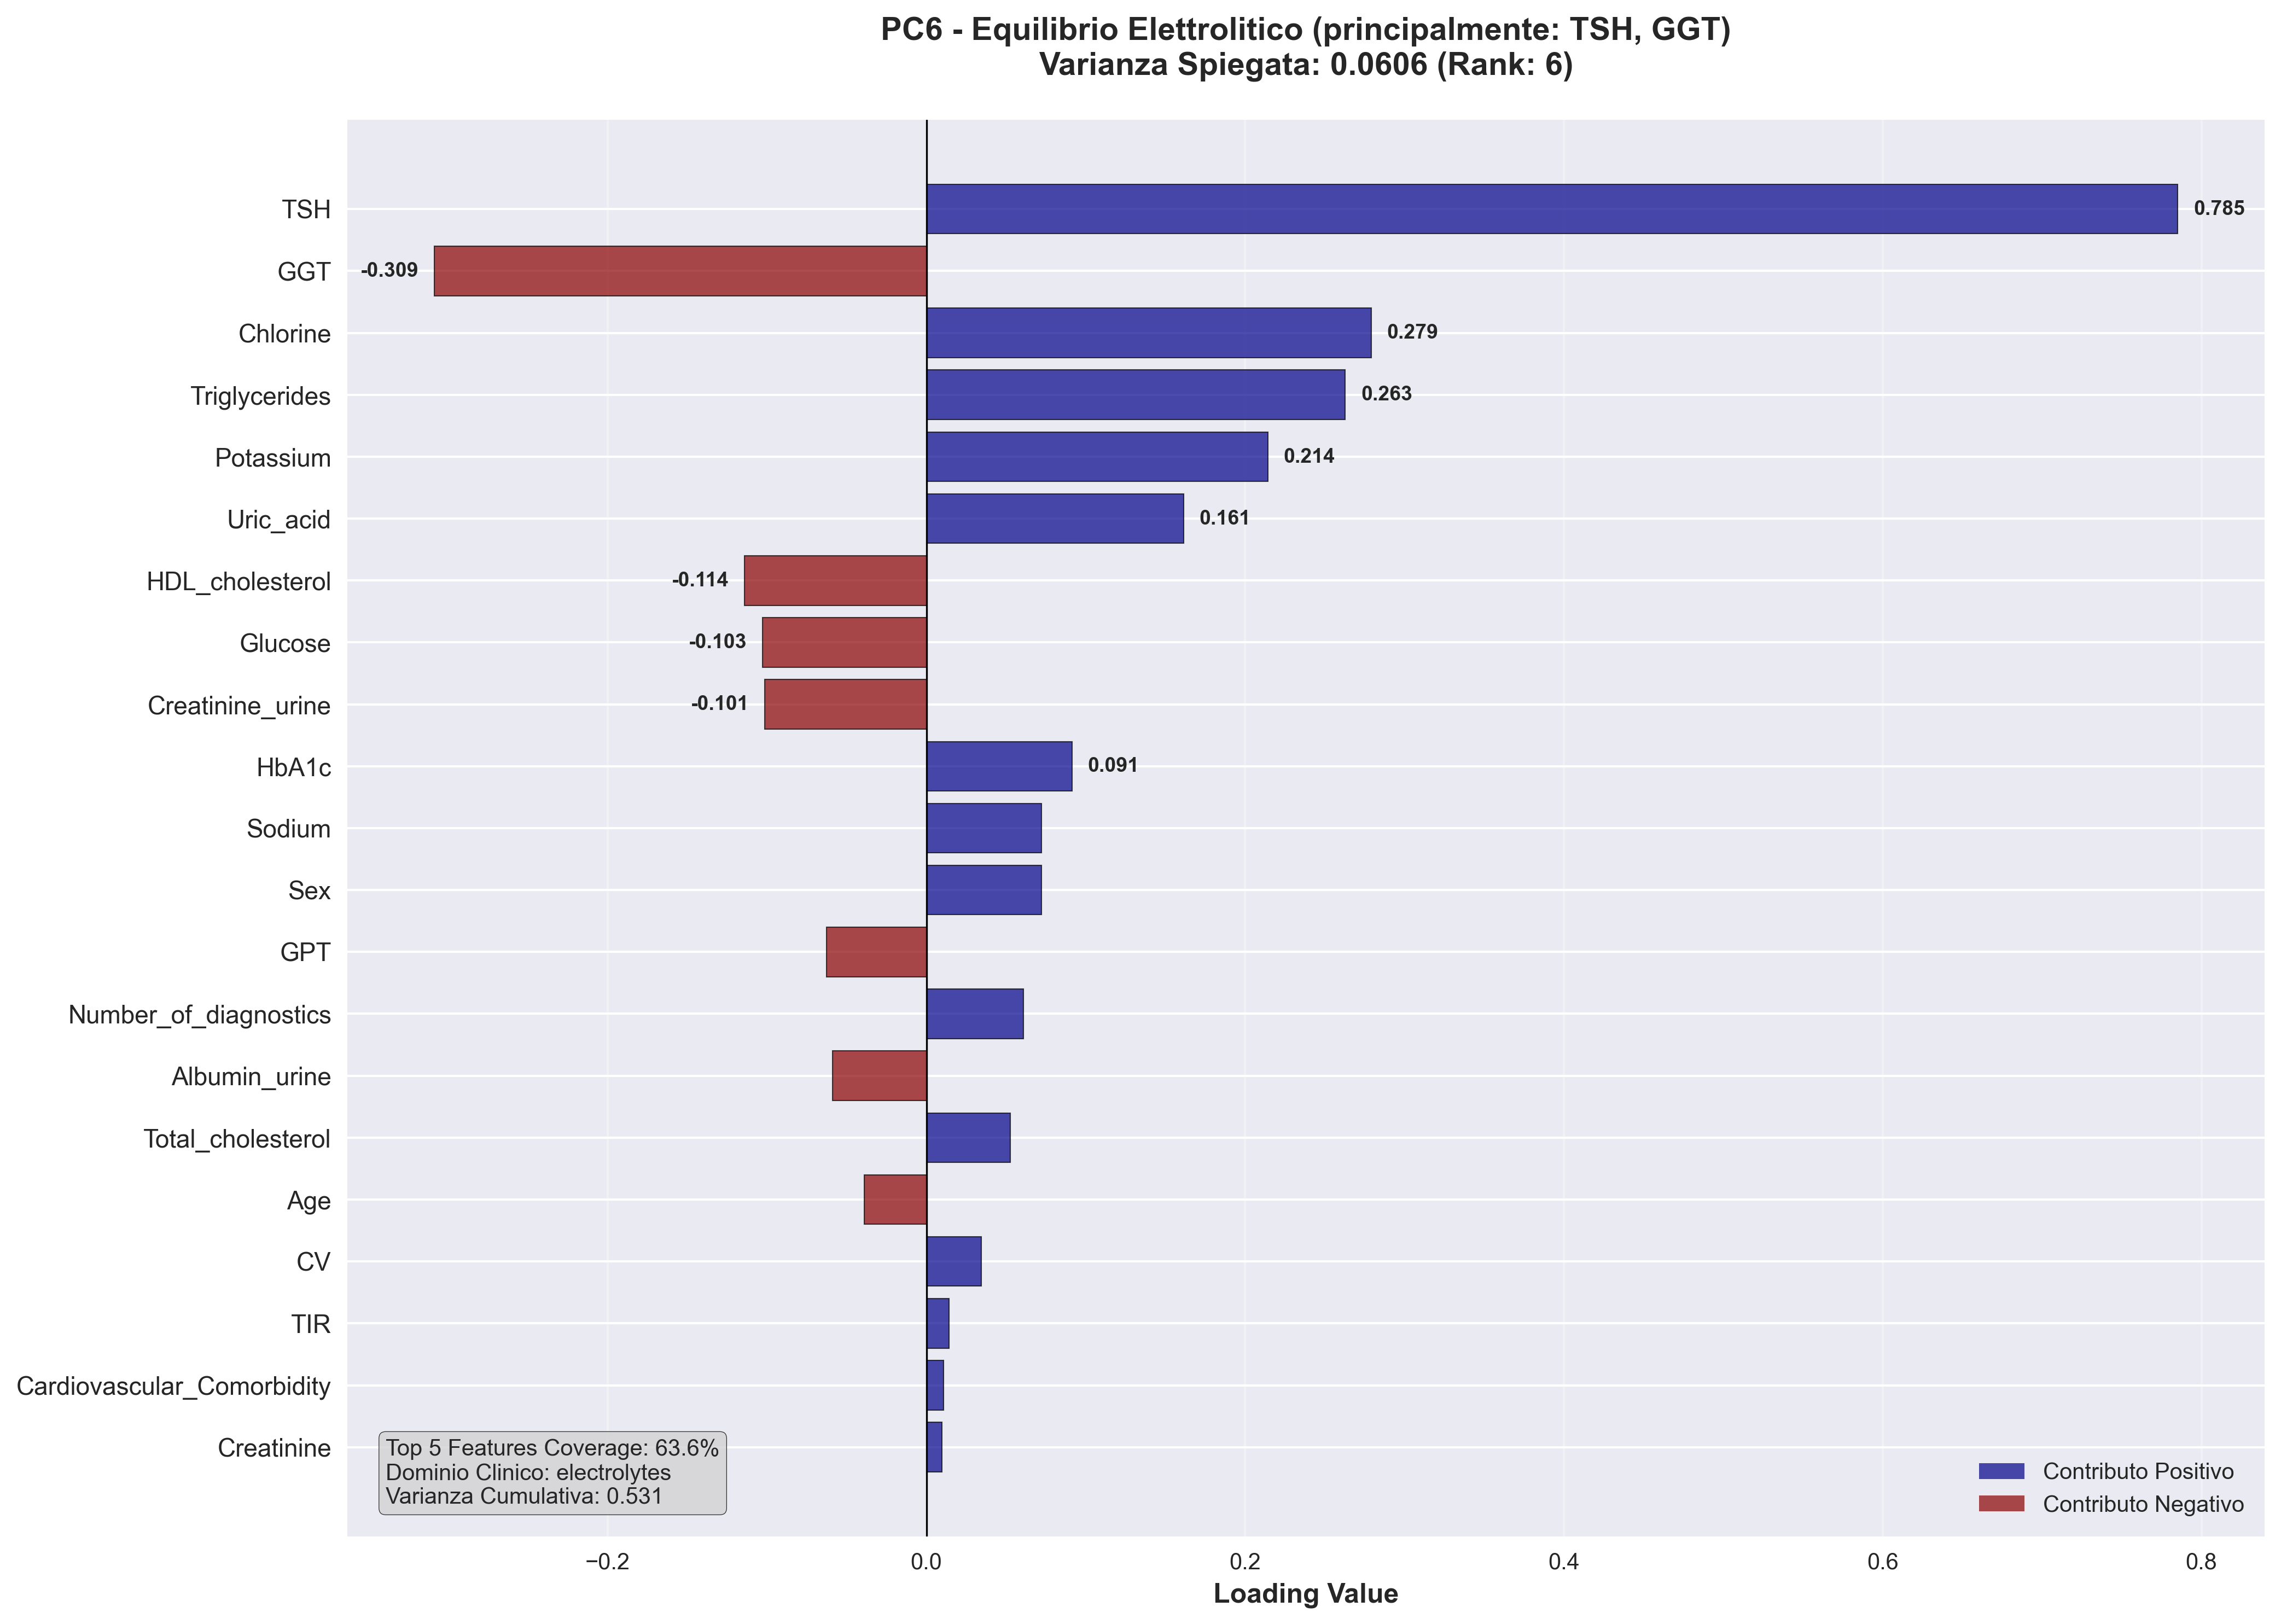 PC6 - Equilibrio Elettrolitico (principalmente: TSH, GGT)
Varianza Spiegata: 0.0606 (Rank: 6)
TSH 0.785
GGT -0.309
Chlorine 0.279
Triglycerides 0.263
Potassium 0.214
Uric_acid 0.161
HDL_cholesterol -0.114
Glucose -0.103
Creatinine_urine -0.101
HbA1c 0.091
Sodium
Sex
GPT
Number_of_diagnostics
Albumin_urine
Total_cholesterol
Age
CV
TIR
Cardiovascular_Comorbidity
Creatinine
Top 5 Features Coverage: 63.6%
Dominio Clinico: electrolytes
Varianza Cumulativa: 0.531
Contributo Positivo
Contributo Negativo
−0.2 0.0 0.2 0.4 0.6 0.8
Loading Value